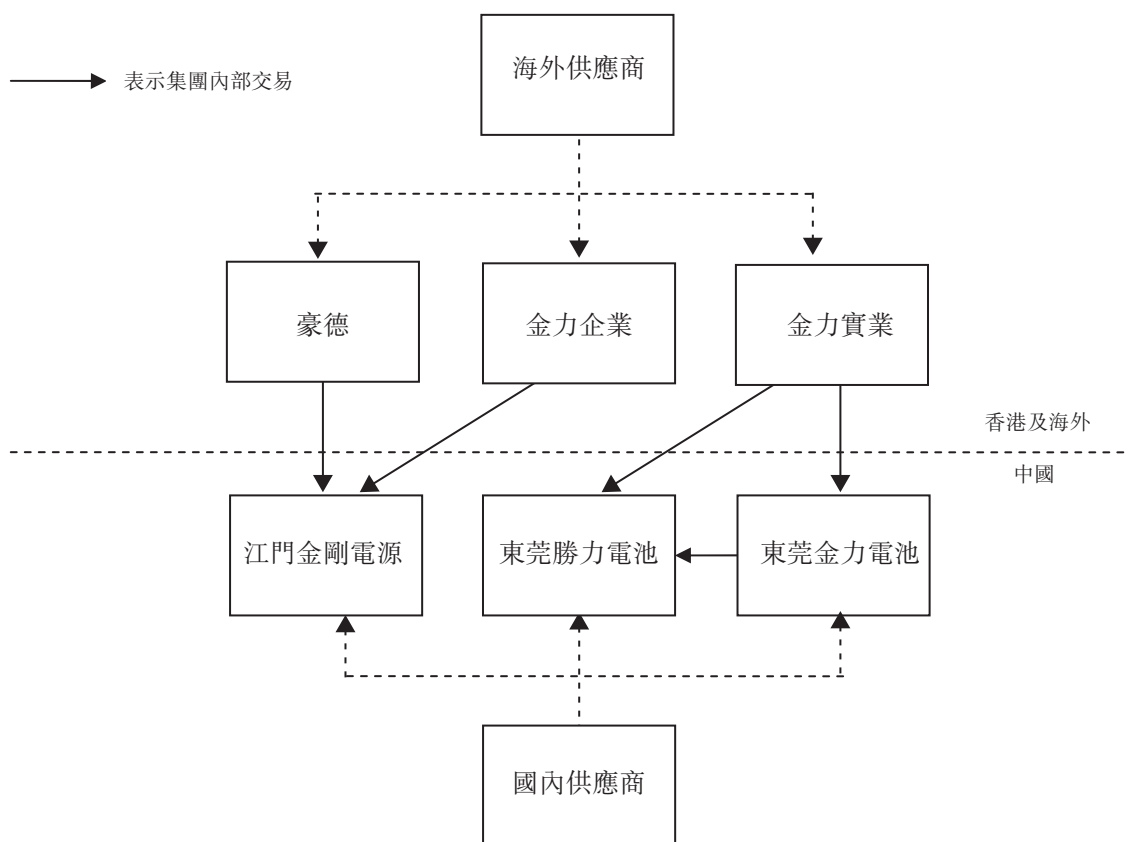 海外供應商
表示集團內部交易
豪德
金力企業
金力實業
香港及海外
中國
江門金剛電源
東莞勝力電池
東莞金力電池
國內供應商